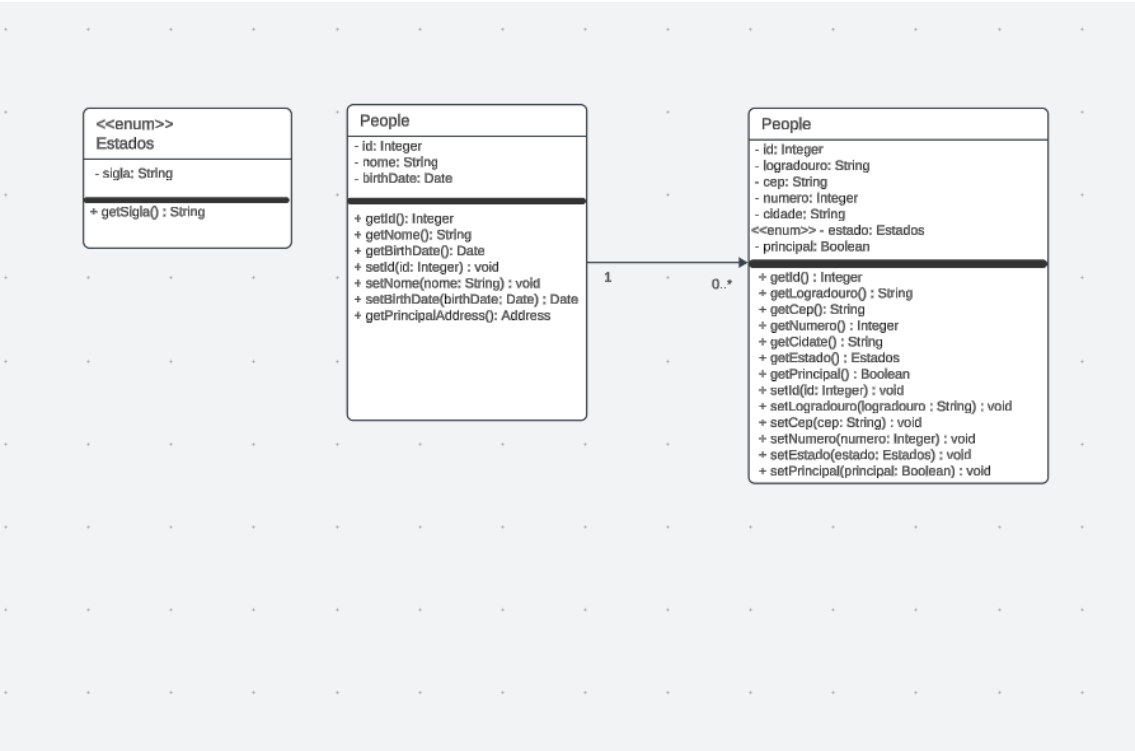 <<enum>>
Estados
- sigla: String
+ getSigla() : String
People
- id: Integer
- nome: String
- birthDate: Date
+ getId(): Integer
+ getNome(): String
+ getBirthDate(): Date
+ setId(id: Integer) : void
+ setNome(nome: String) : void
+ setBirthDate(birthDate: Date) : Date
+ getPrincipalAddress(): Address
1
0..*
People
- id: Integer
- logradouro: String
- cep: String
- numero: Integer
- cidade: String
<<enum>> - estado: Estados
- principal: Boolean
+ getId() : Integer
+ getLogradouro() : String
+ getCep(): String
+ getNumero() : Integer
+ getCidate() : String
+ getEstado() : Estados
+ getPrincipal() : Boolean
+ setId(id: Integer) : void
+ setLogradouro(logradouro : String) : void
+ setCep(cep: String) : void
+ setNumero(numero: Integer) : void
+ setEstado(estado: Estados) : void
+ setPrincipal(principal: Boolean) : void